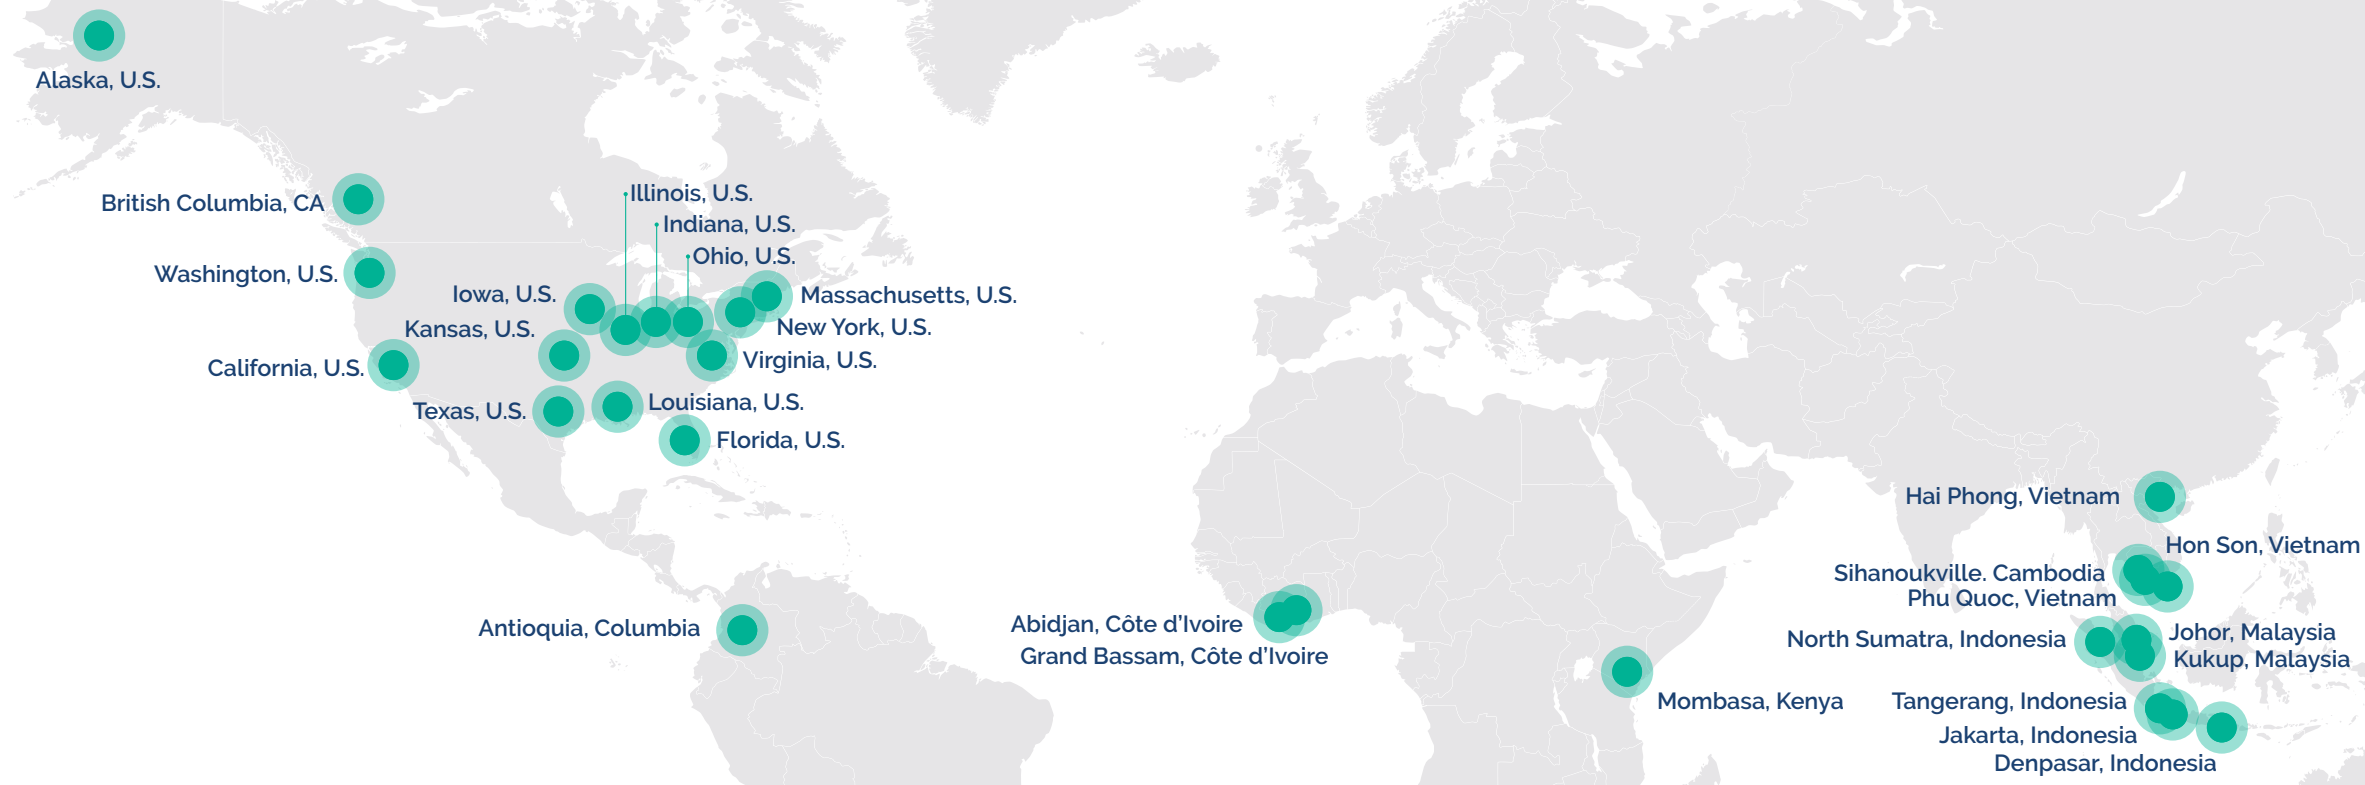 Alaska, U.S.
British Columbia, CA
Washington, U.S.
California, U.S.
Illinois, U.S.
Indiana, U.S.
Ohio, U.S.
Iowa, U.S.
Kansas, U.S.
Massachusetts, U.S.
New York, U.S.
Virginia, U.S.
Texas, U.S.
Louisiana, U.S.
Florida, U.S.
Antioquia, Columbia
Abidjan, Côte d'Ivoire
Grand Bassam, Côte d'Ivoire
Mombasa, Kenya
Hai Phong, Vietnam
Hon Son, Vietnam
Sihanoukville. Cambodia
Phu Quoc, Vietnam
North Sumatra, Indonesia
Johor, Malaysia
Kukup, Malaysia
Tangerang, Indonesia
Jakarta, Indonesia
Denpasar, Indonesia